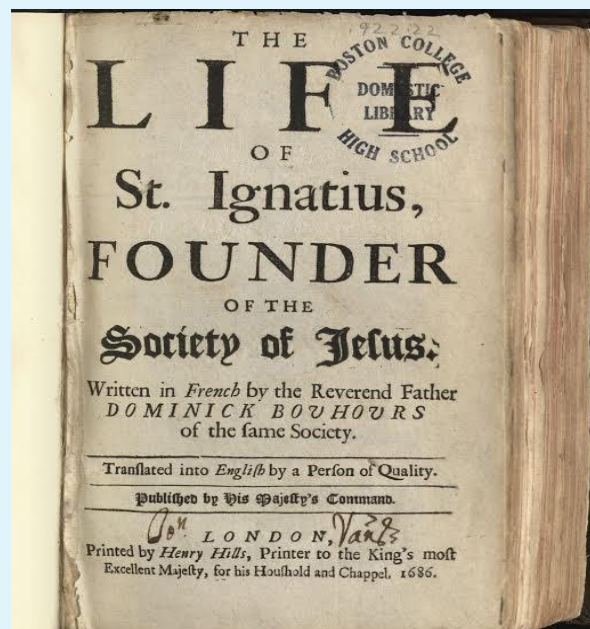 922.22
THE
LIFE
BOSTON COLLEGE
DOMESTIC
LIBRARY
HIGH SCHOOL
OF
St. Ignatius,
FOUNDER
OF THE
Society of Jesus.
Written in French by the Reverend Father
DOMINICK BOVHOVRS
of the ſame Society.
Tranſlated into Engliſh by a Perſon of Quality.
Publiſhed by His Majeſty's Command.
LONDON,
Printed by Henry Hills, Printer to the King's moſt
Excellent Majeſty, for his Houſhold and Chappel. 1686.